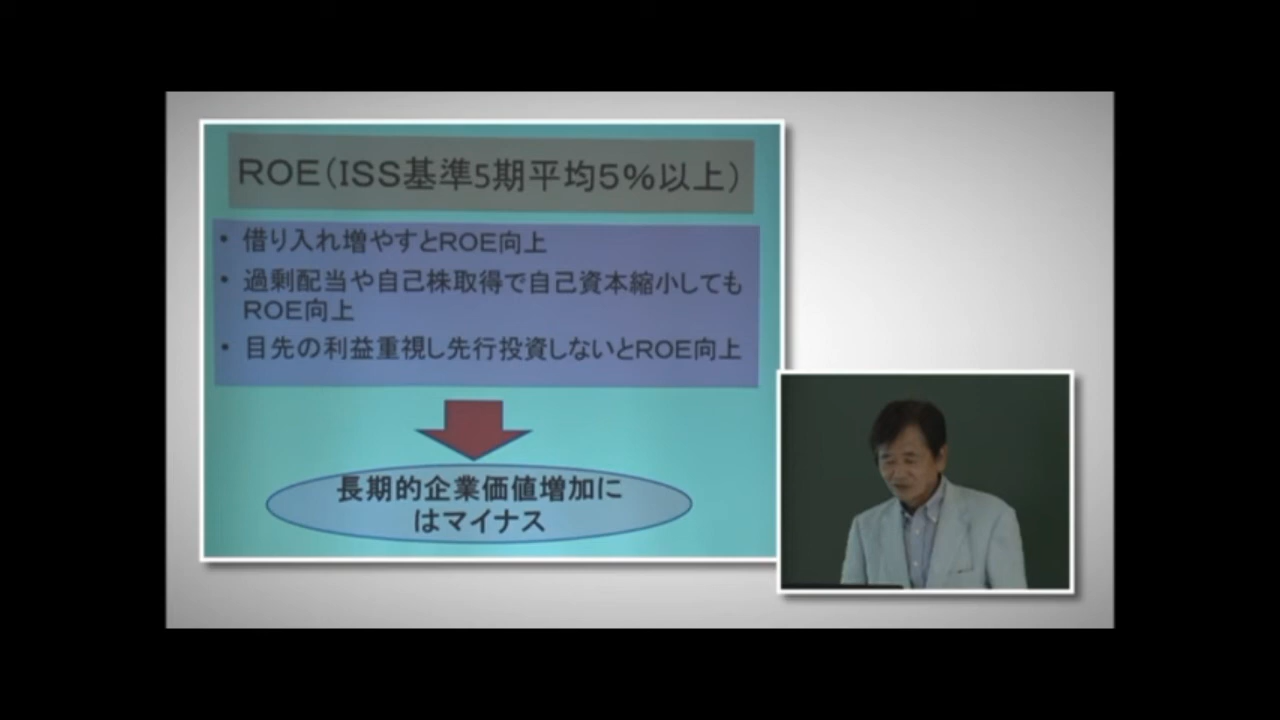 ROE(ISS基準5期平均5%以上)
• 借り入れ増やすとROE向上
• 過剰配当や自己株取得で自己資本縮小しても
ROE向上
• 目先の利益重視し先行投資しないとROE向上
長期的企業価値増加に
はマイナス